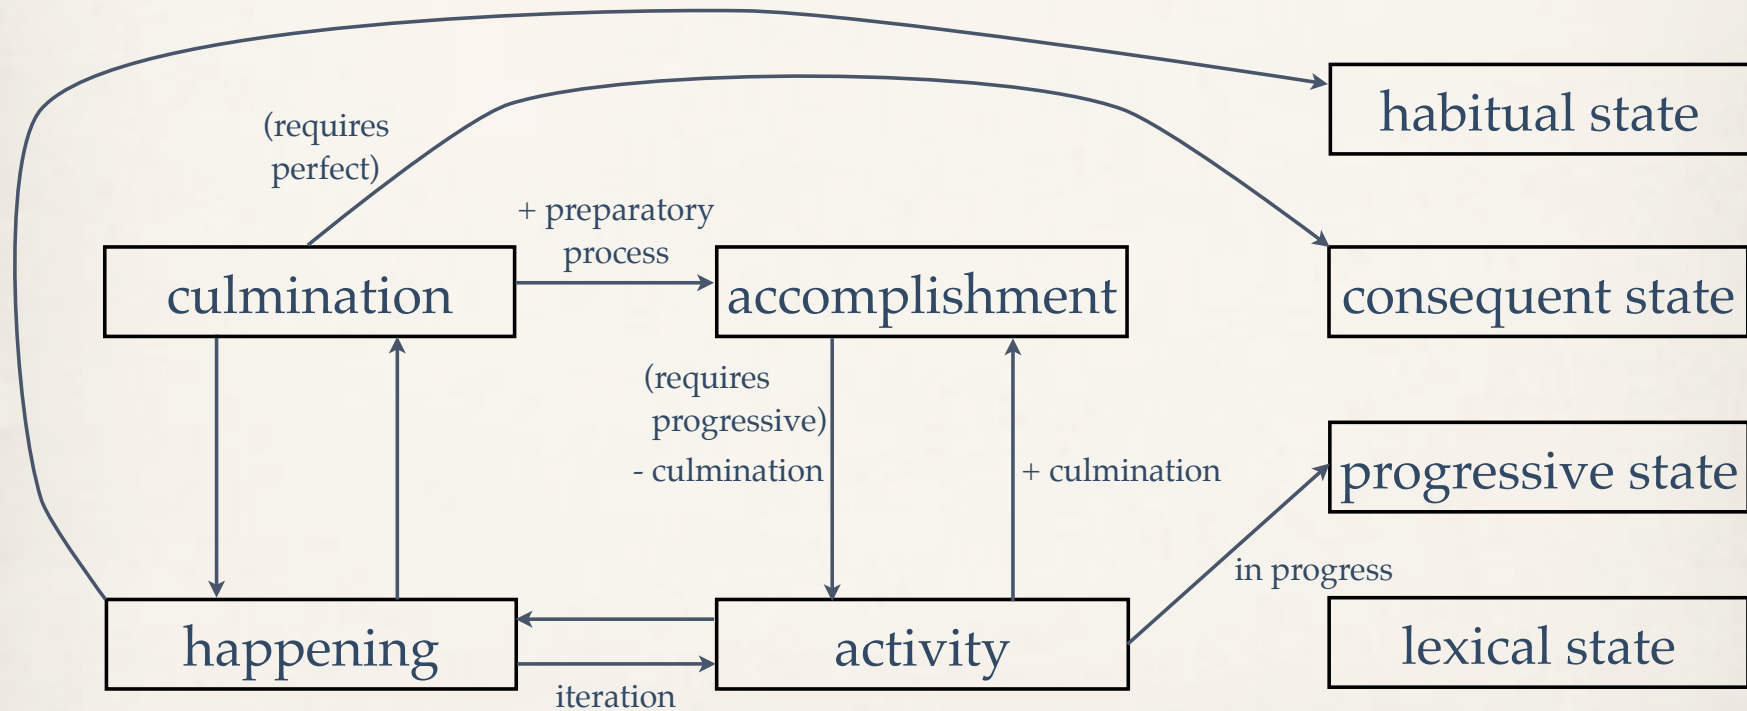 habitual state
(requires
perfect)
+ preparatory
process
culmination
accomplishment
consequent state
(requires
progressive)
- culmination
+ culmination
progressive state
in progress
happening
activity
lexical state
iteration